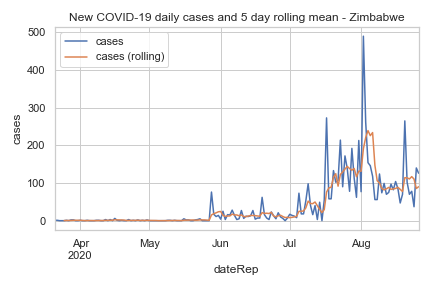 New COVID-19 daily cases and 5 day rolling mean - Zimbabwe
500
400
300
200
100
0
cases
cases (rolling)
cases
Apr May Jun Jul Aug
2020
dateRep